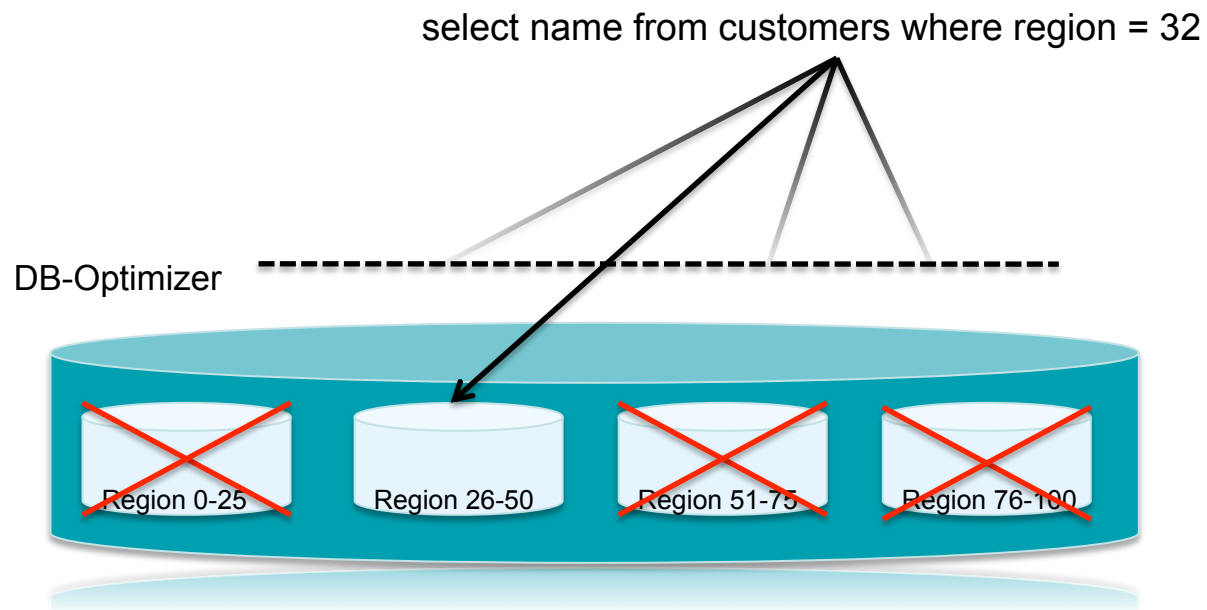 select name from customers where region = 32
DB-Optimizer
Region 0-25
Region 26-50
Region 51-75
Region 76-100